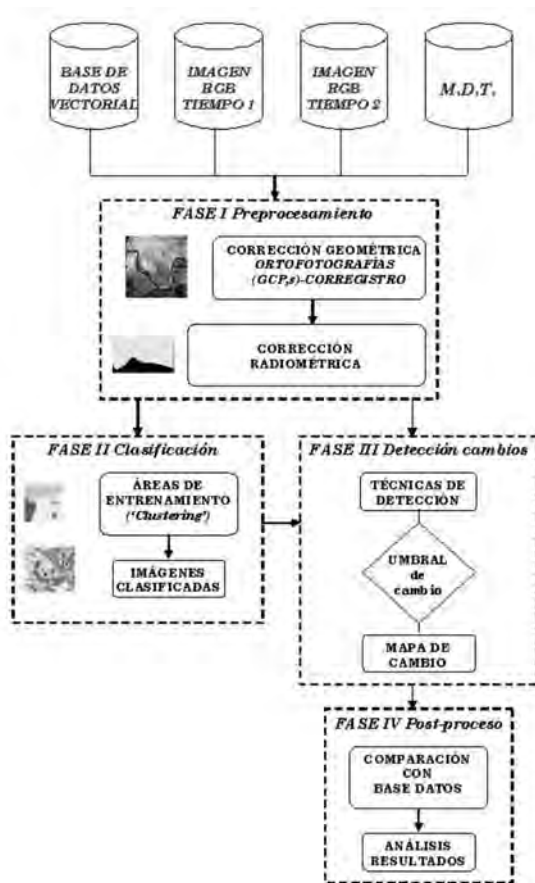 BASE DE
DATOS
VECTORIAL
IMAGEN
RGB
TIEMPO 1
IMAGEN
RGB
TIEMPO 2
M,D,T,
FASE I Preprocesamiento
CORRECCIÓN GEOMÉTRICA
ORTOFOTOGRAFÍAS
(GCP,s)-CORREGISTRO
CORRECCIÓN
RADIOMÉTRICA
FASE II Clasificación
ÁREAS DE
ENTRENAMIENTO
('Clustering')
IMÁGENES
CLASIFICADAS
FASE III Detección cambios
TÉCNICAS DE
DETECCIÓN
UMBRAL
de
cambio
MAPA DE
CAMBIO
FASE IV Post-proceso
COMPARACIÓN
CON
BASE DATOS
ANÁLISIS
RESULTADOS